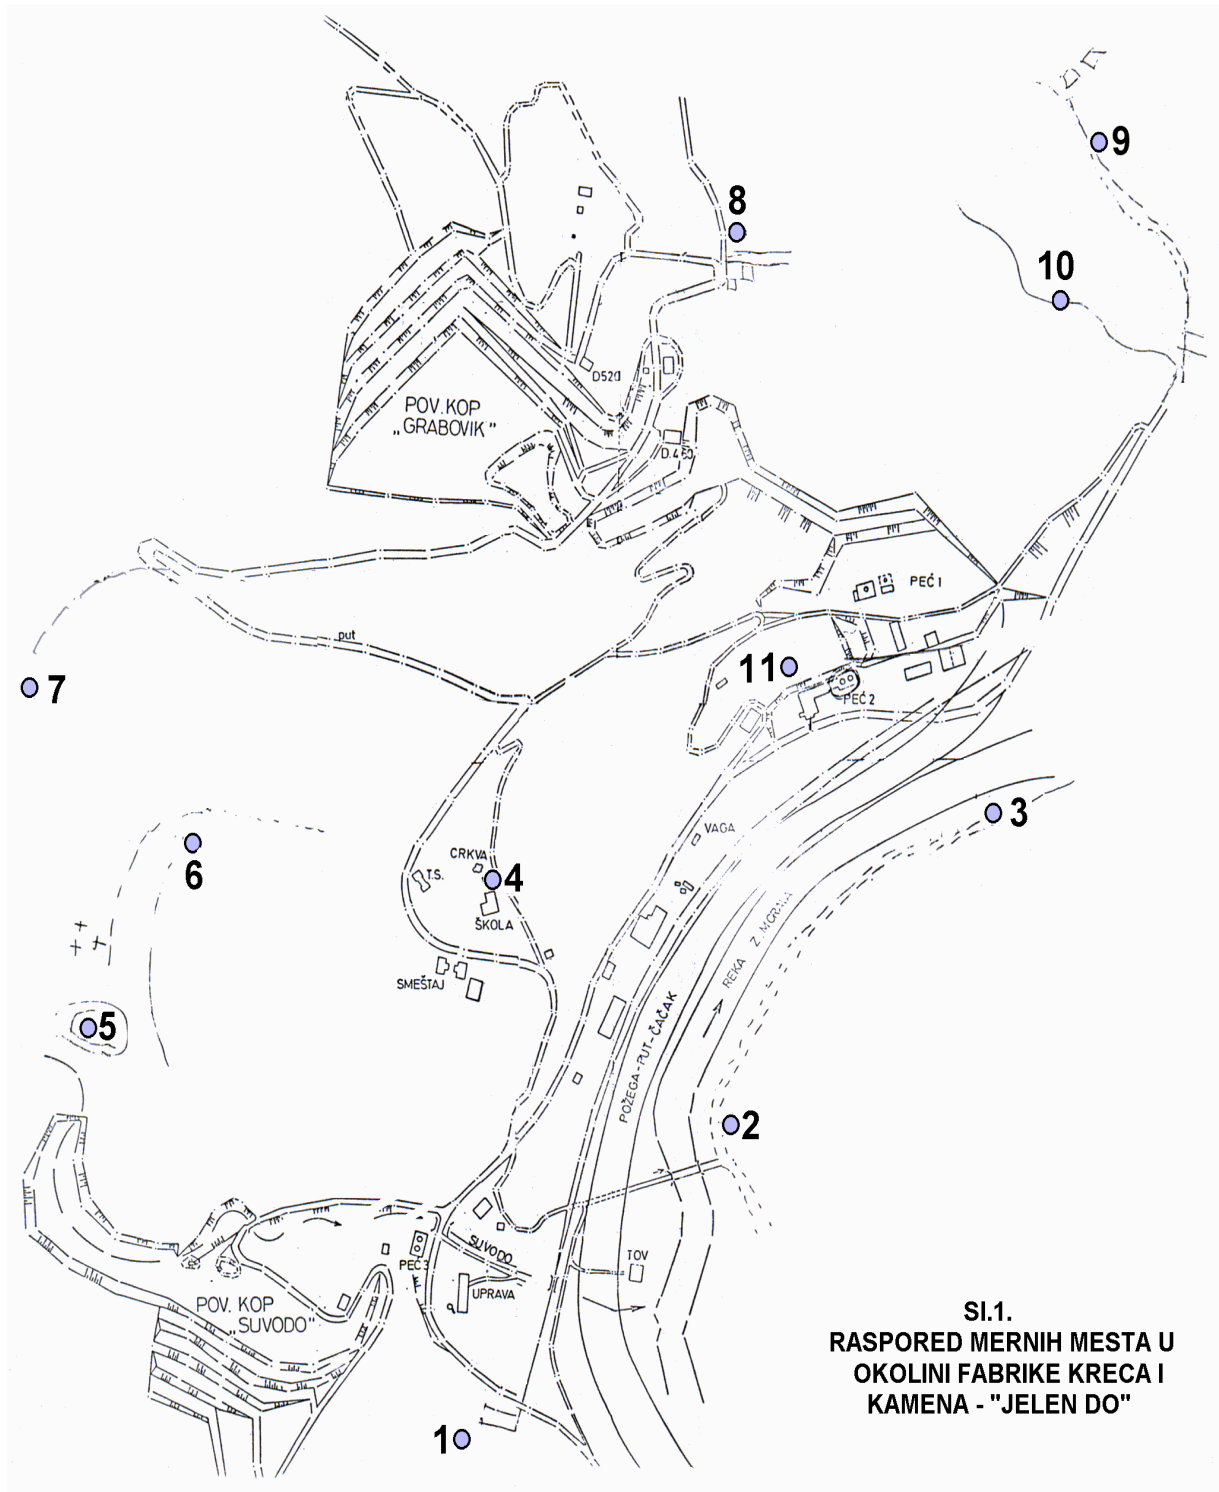 9
8
10
D520
POV. KOP
„GRABOVIK"
D.460
PEĆ 1
put
11
7
PEĆ 2
3
VAGA
CRKVA
6
T.S.
4
ŠKOLA
REKA Z. MORAVA
SMEŠTAJ
5
POŽEGA-PUT-ČAČAK
2
SUVODO
TOV
PEĆ 3
UPRAVA
POV. KOP
„SUVODO"
Sl.1.
RASPORED MERNIH MESTA U
OKOLINI FABRIKE KRECA I
KAMENA - "JELEN DO"
1